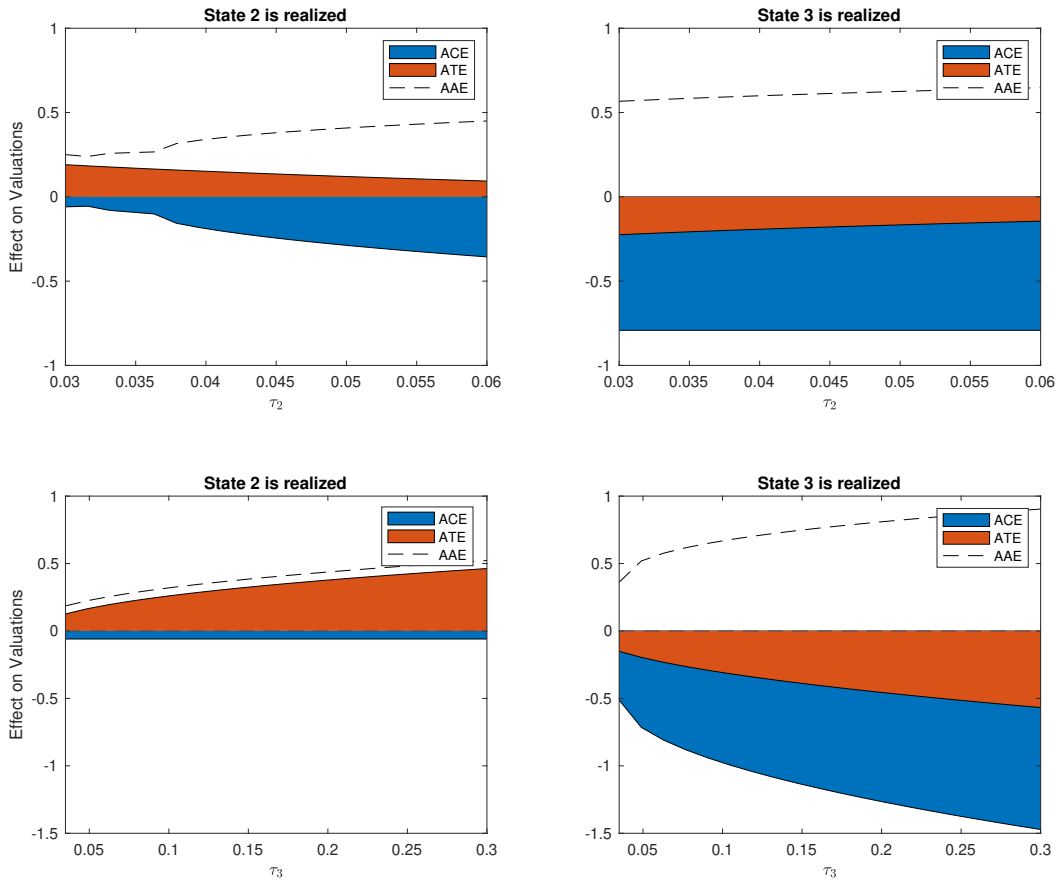 State 2 is realized
1
0.5
0
-0.5
-1
Effect on Valuations
ACE
ATE
AAE
0.03 0.035 0.04 0.045 0.05 0.055 0.06
τ2
State 3 is realized
1
0.5
0
-0.5
-1
ACE
ATE
AAE
0.03 0.035 0.04 0.045 0.05 0.055 0.06
τ2
State 2 is realized
1
0.5
0
-0.5
-1
-1.5
Effect on Valuations
ACE
ATE
AAE
0.05 0.1 0.15 0.2 0.25 0.3
τ3
State 3 is realized
1
0.5
0
-0.5
-1
-1.5
ACE
ATE
AAE
0.05 0.1 0.15 0.2 0.25 0.3
τ3